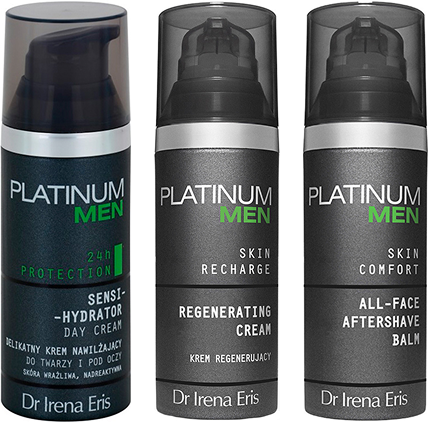 PLATINUM
MEN
24h
PROTECTION
SENSI-
-HYDRATOR
DAY CREAM
DELIKATNY KREM NAWILŻAJĄCY
DO TWARZY I POD OCZY
SKÓRA WRAŻLIWA, NADREAKTYWNA
Dr Irena Eris
PLATINUM
MEN
SKIN
RECHARGE
REGENERATING
CREAM
KREM REGENERUJĄCY
Dr Irena Eris
PLATINUM
MEN
SKIN
COMFORT
ALL-FACE
AFTERSHAVE
BALM
Dr Irena Eris